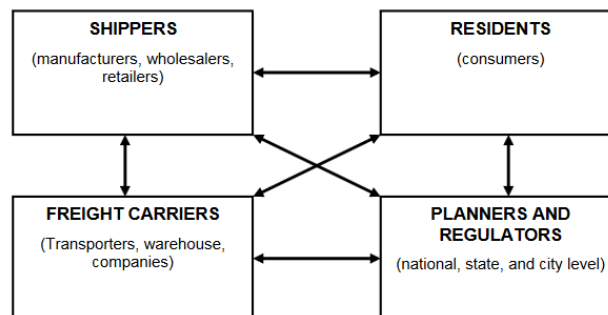 SHIPPERS
(manufacturers, wholesalers,
retailers)
RESIDENTS
(consumers)
FREIGHT CARRIERS
(Transporters, warehouse,
companies)
PLANNERS AND
REGULATORS
(national, state, and city level)